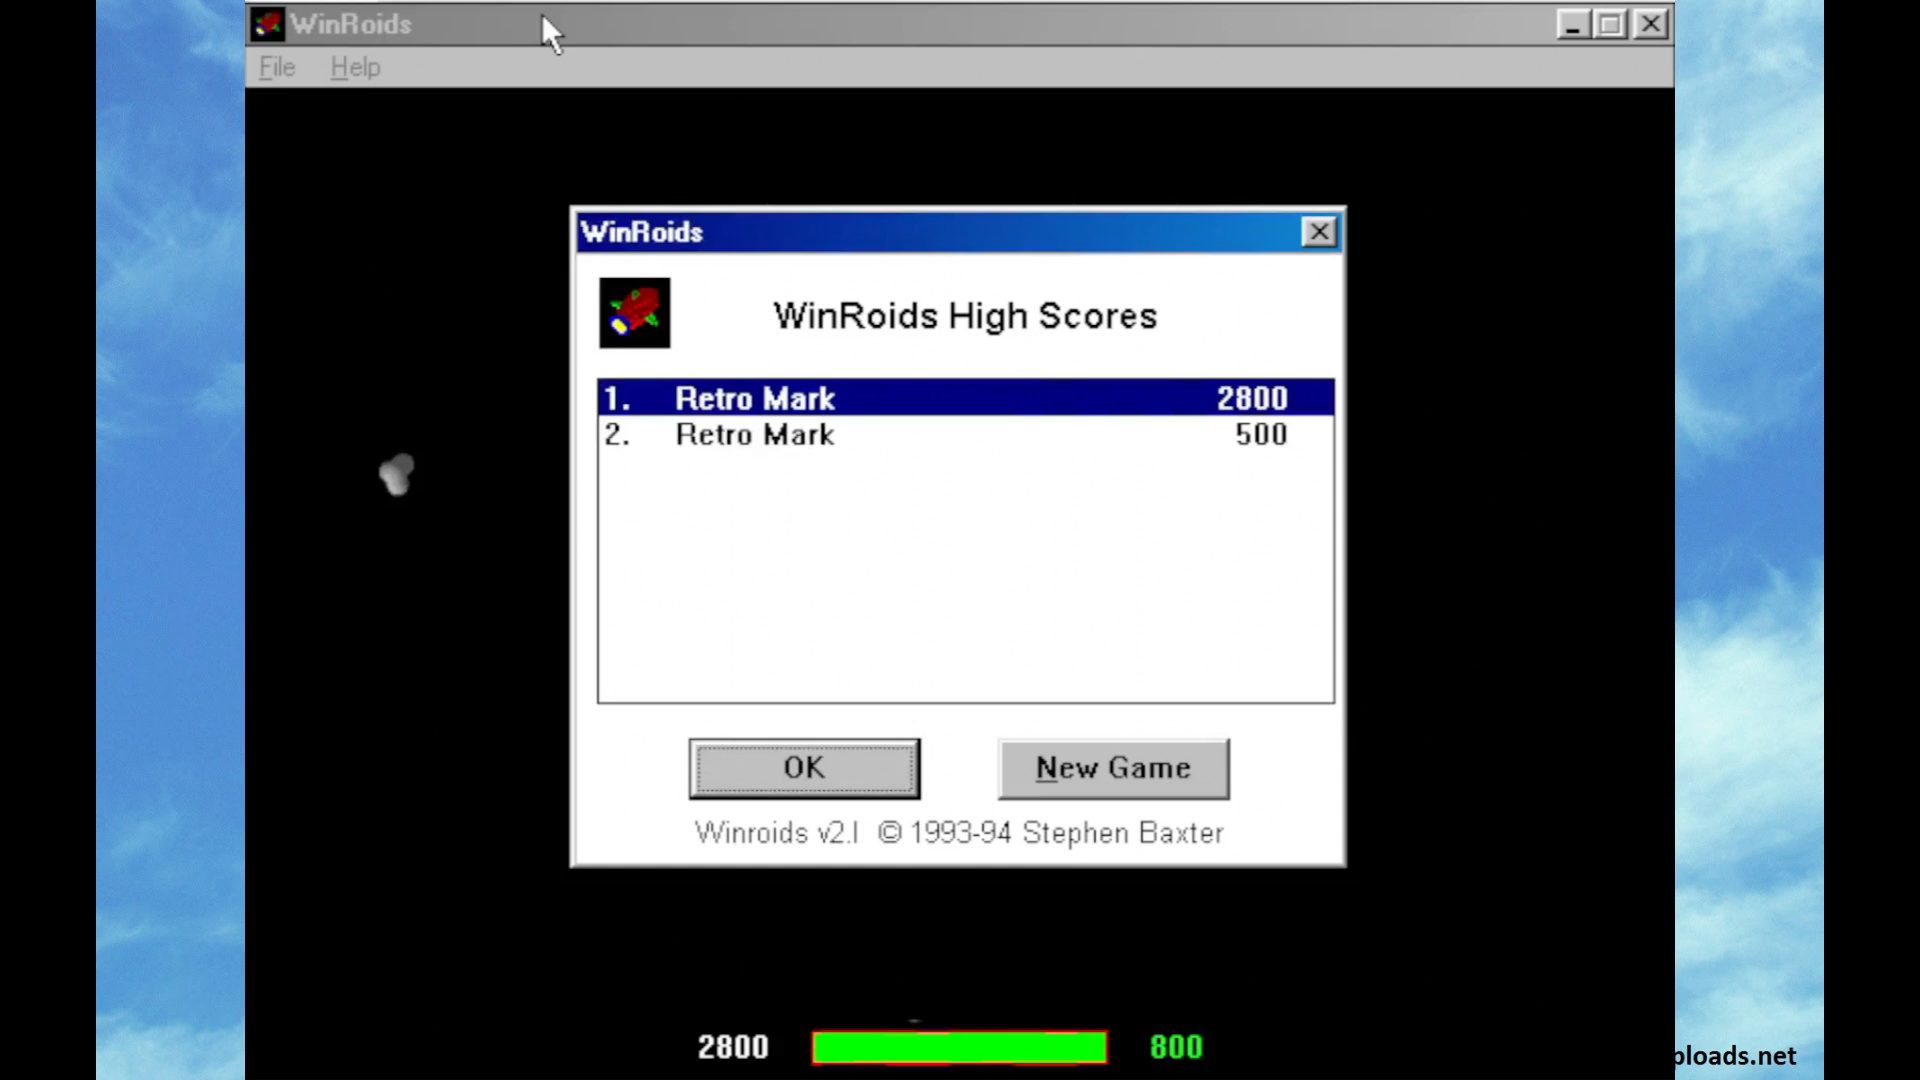 WinRoids
File Help
WinRoids
WinRoids High Scores
1. Retro Mark 2800
2. Retro Mark 500
OK New Game
Winroids v2.1 © 1993-94 Stephen Baxter
2800 800
ploads.net